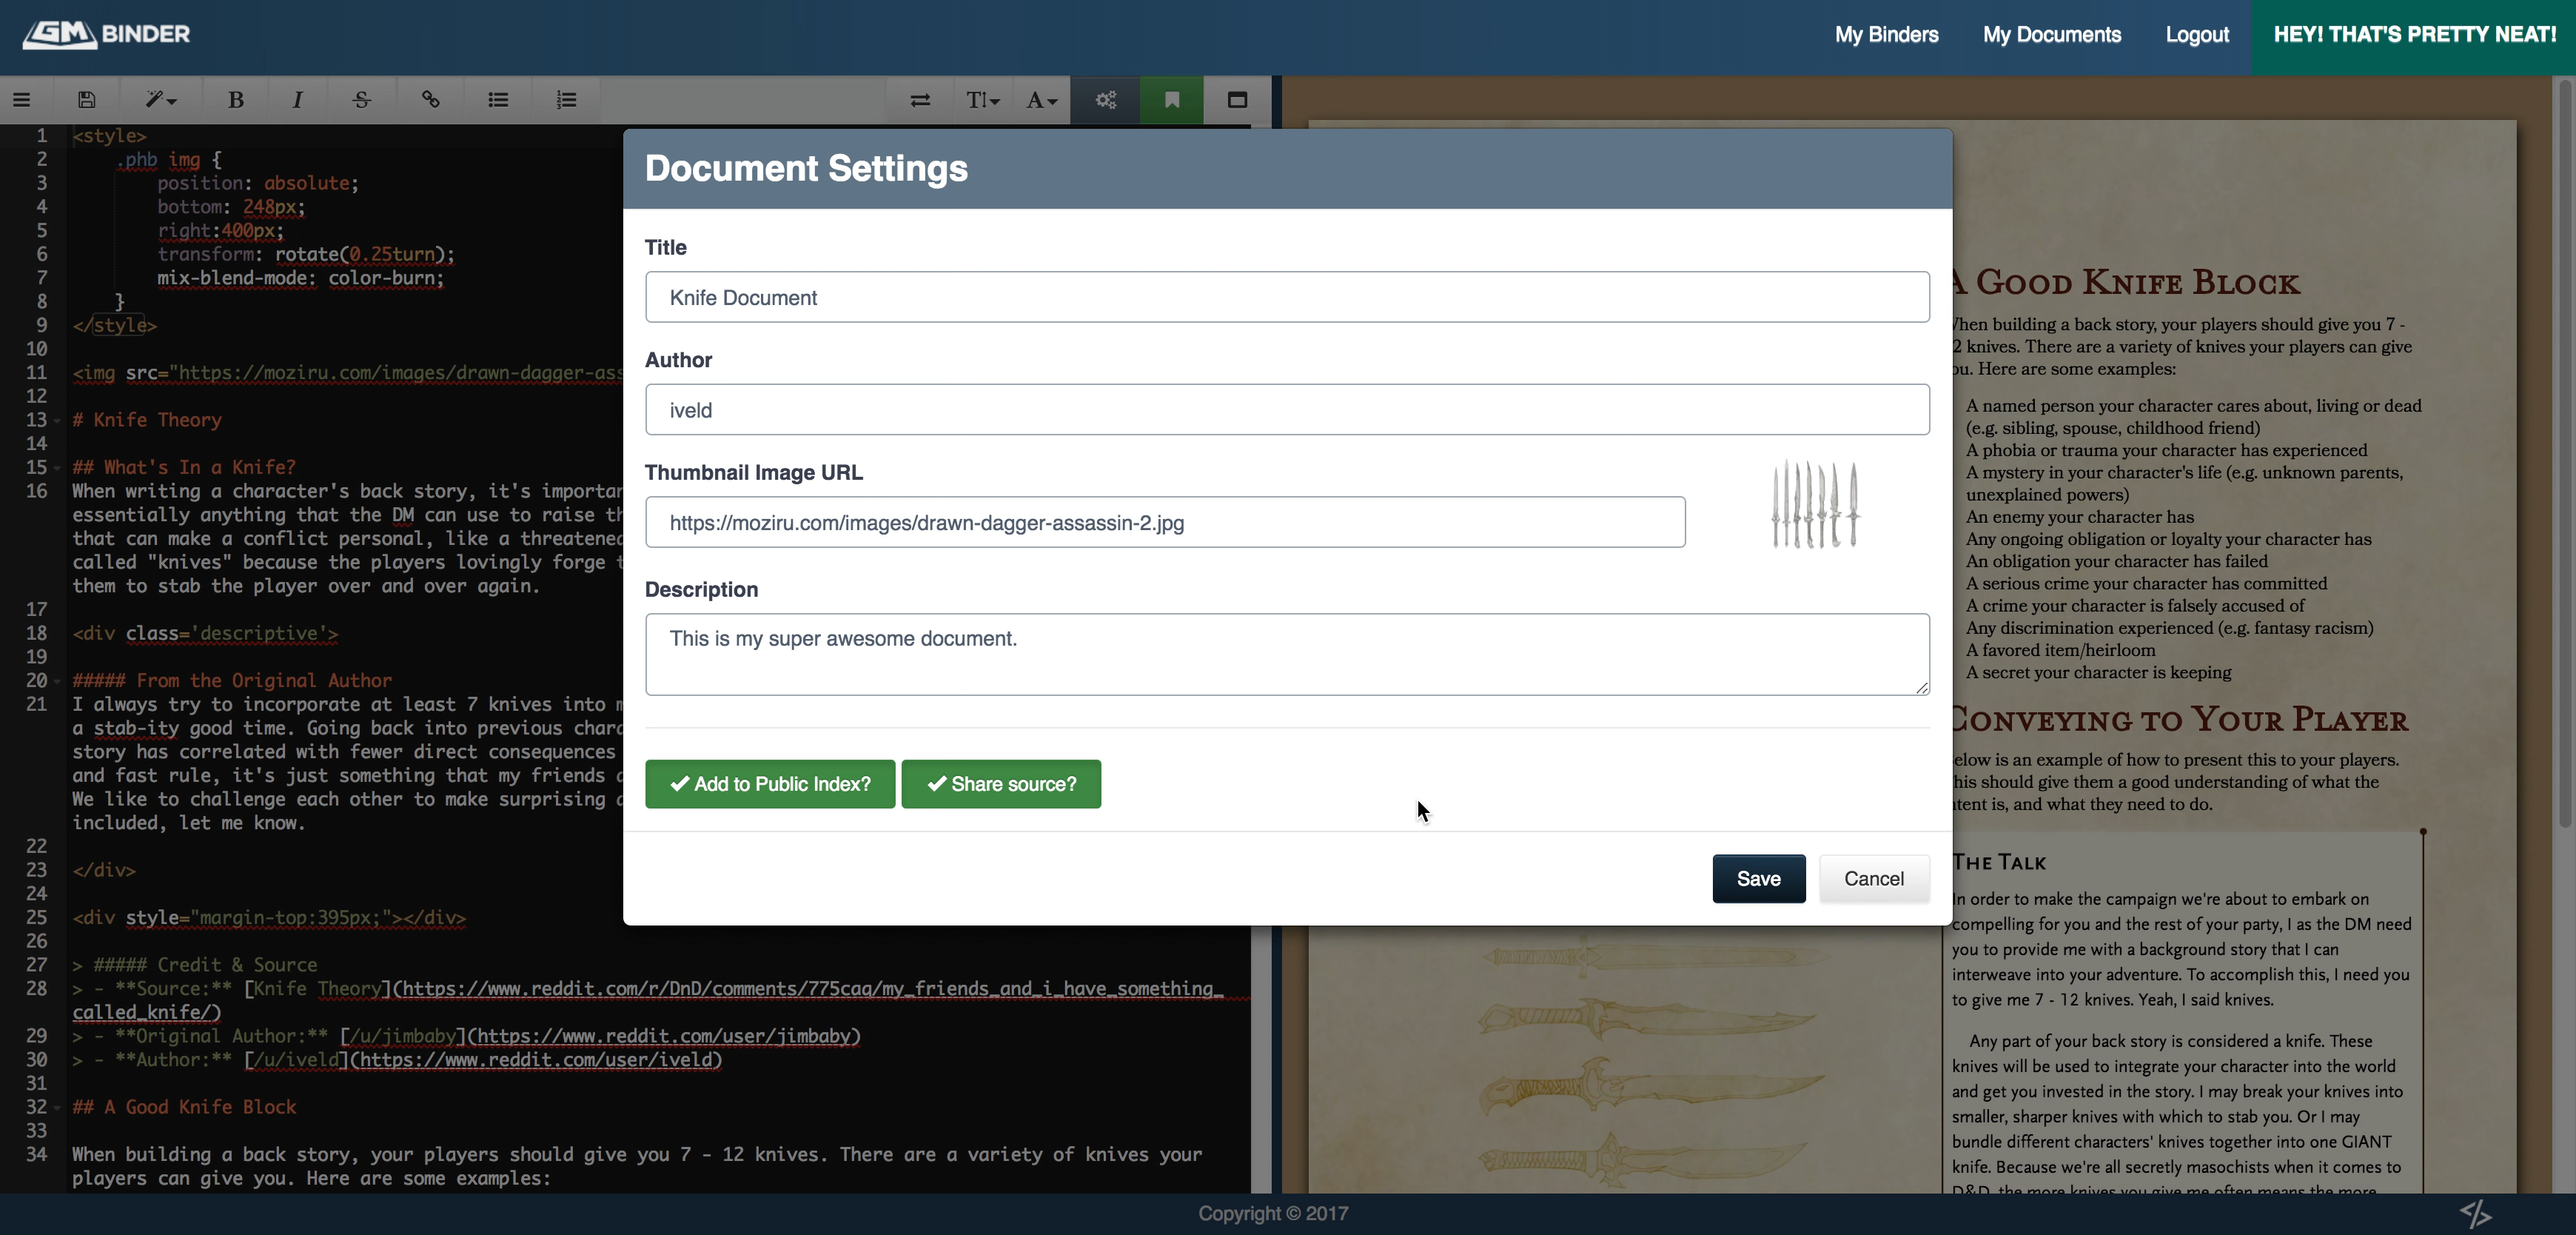 GM BINDER
My Binders
My Documents
Logout
HEY! THAT'S PRETTY NEAT!
1 <style>
2 .phb img {
3 position: absolute;
4 bottom: 248px;
5 right:400px;
6 transform: rotate(0.25turn);
7 mix-blend-mode: color-burn;
8 }
9 </style>
10
11 <img src="https://moziru.com/images/drawn-dagger-ass
12
13 # Knife Theory
14
15 ## What's In a Knife?
16 When writing a character's back story, it's importan
essentially anything that the DM can use to raise th
that can make a conflict personal, like a threatened
called "knives" because the players lovingly forge t
them to stab the player over and over again.
17
18 <div class='descriptive'>
19
20 ##### From the Original Author
21 I always try to incorporate at least 7 knives into m
a stab-ity good time. Going back into previous chara
story has correlated with fewer direct consequences
and fast rule, it's just something that my friends a
We like to challenge each other to make surprising a
included, let me know.
22
23 </div>
24
25 <div style="margin-top:395px;"></div>
26
27 > ##### Credit & Source
28 > - **Source:** [Knife Theory](https://www.reddit.com/r/DnD/comments/775caq/my_friends_and_i_have_something_
called_knife/)
29 > - **Original Author:** [/u/jimbaby](https://www.reddit.com/user/jimbaby)
30 > - **Author:** [/u/iveld](https://www.reddit.com/user/iveld)
31
32 ## A Good Knife Block
33
34 When building a back story, your players should give you 7 - 12 knives. There are a variety of knives your
players can give you. Here are some examples:
Document Settings
Title
Knife Document
Author
iveld
Thumbnail Image URL
https://moziru.com/images/drawn-dagger-assassin-2.jpg
Description
This is my super awesome document.
Add to Public Index?
Share source?
Save
Cancel
A Good Knife Block
hen building a back story, your players should give you 7 -
2 knives. There are a variety of knives your players can give
ou. Here are some examples:
A named person your character cares about, living or dead
(e.g. sibling, spouse, childhood friend)
A phobia or trauma your character has experienced
A mystery in your character's life (e.g. unknown parents,
unexplained powers)
An enemy your character has
Any ongoing obligation or loyalty your character has
An obligation your character has failed
A serious crime your character has committed
A crime your character is falsely accused of
Any discrimination experienced (e.g. fantasy racism)
A favored item/heirloom
A secret your character is keeping
Conveying to Your Player
elow is an example of how to present this to your players.
his should give them a good understanding of what the
ntent is, and what they need to do.
The Talk
In order to make the campaign we're about to embark on
compelling for you and the rest of your party, I as the DM need
you to provide me with a background story that I can
interweave into your adventure. To accomplish this, I need you
to give me 7 - 12 knives. Yeah, I said knives.
Any part of your back story is considered a knife. These
knives will be used to integrate your character into the world
and get you invested in the story. I may break your knives into
smaller, sharper knives with which to stab you. Or I may
bundle different characters' knives together into one GIANT
knife. Because we're all secretly masochists when it comes to
D&D, the more knives you give me often means the more
Copyright © 2017